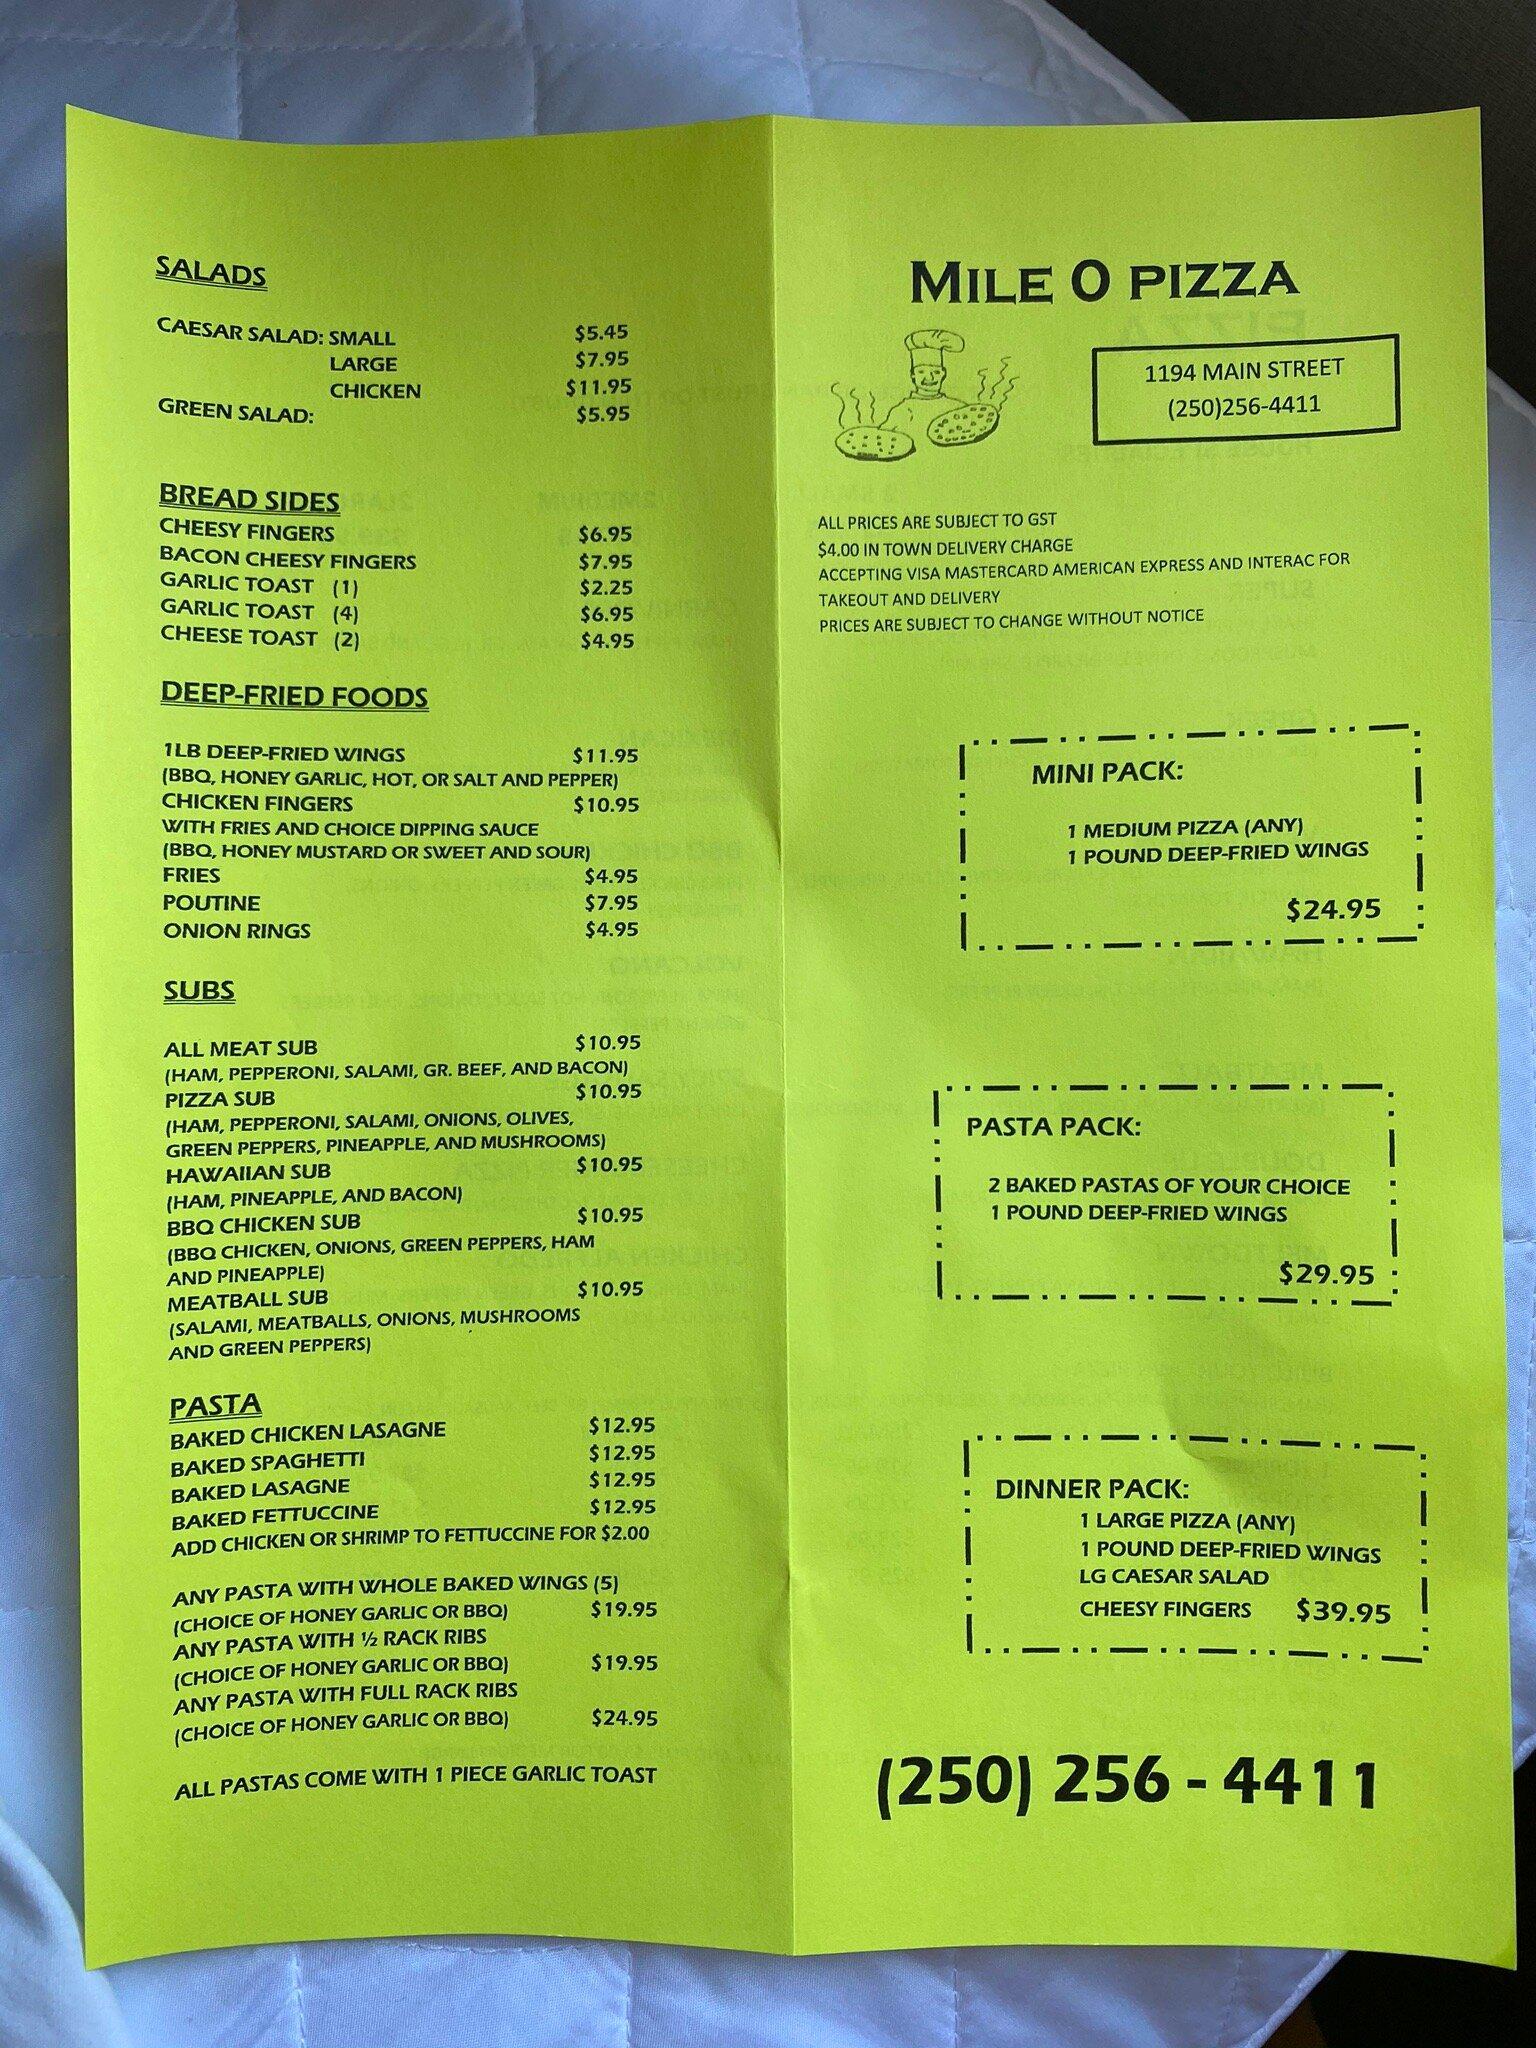 SALADS
CAESAR SALAD: SMALL $5.45
LARGE $7.95
CHICKEN $11.95
GREEN SALAD: $5.95
BREAD SIDES
CHEESY FINGERS $6.95
BACON CHEESY FINGERS $7.95
GARLIC TOAST (1) $2.25
GARLIC TOAST (4) $6.95
CHEESE TOAST (2) $4.95
DEEP-FRIED FOODS
1LB DEEP-FRIED WINGS $11.95
(BBQ, HONEY GARLIC, HOT, OR SALT AND PEPPER)
CHICKEN FINGERS $10.95
WITH FRIES AND CHOICE DIPPING SAUCE
(BBQ, HONEY MUSTARD OR SWEET AND SOUR)
FRIES $4.95
POUTINE $7.95
ONION RINGS $4.95
SUBS
ALL MEAT SUB $10.95
(HAM, PEPPERONI, SALAMI, GR. BEEF, AND BACON)
PIZZA SUB $10.95
(HAM, PEPPERONI, SALAMI, ONIONS, OLIVES,
GREEN PEPPERS, PINEAPPLE, AND MUSHROOMS)
HAWAIIAN SUB $10.95
(HAM, PINEAPPLE, AND BACON)
BBQ CHICKEN SUB $10.95
(BBQ CHICKEN, ONIONS, GREEN PEPPERS, HAM
AND PINEAPPLE)
MEATBALL SUB $10.95
(SALAMI, MEATBALLS, ONIONS, MUSHROOMS
AND GREEN PEPPERS)
PASTA
BAKED CHICKEN LASAGNE $12.95
BAKED SPAGHETTI $12.95
BAKED LASAGNE $12.95
BAKED FETTUCCINE $12.95
ADD CHICKEN OR SHRIMP TO FETTUCCINE FOR $2.00
ANY PASTA WITH WHOLE BAKED WINGS (5)
(CHOICE OF HONEY GARLIC OR BBQ) $19.95
ANY PASTA WITH ½ RACK RIBS
(CHOICE OF HONEY GARLIC OR BBQ) $19.95
ANY PASTA WITH FULL RACK RIBS
(CHOICE OF HONEY GARLIC OR BBQ) $24.95
ALL PASTAS COME WITH 1 PIECE GARLIC TOAST
MILE 0 PIZZA
1194 MAIN STREET
(250)256-4411
ALL PRICES ARE SUBJECT TO GST
$4.00 IN TOWN DELIVERY CHARGE
ACCEPTING VISA MASTERCARD AMERICAN EXPRESS AND INTERAC FOR
TAKEOUT AND DELIVERY
PRICES ARE SUBJECT TO CHANGE WITHOUT NOTICE
MINI PACK:
1 MEDIUM PIZZA (ANY)
1 POUND DEEP-FRIED WINGS
$24.95
PASTA PACK:
2 BAKED PASTAS OF YOUR CHOICE
1 POUND DEEP-FRIED WINGS
$29.95
DINNER PACK:
1 LARGE PIZZA (ANY)
1 POUND DEEP-FRIED WINGS
LG CAESAR SALAD
CHEESY FINGERS $39.95
(250) 256 - 4411